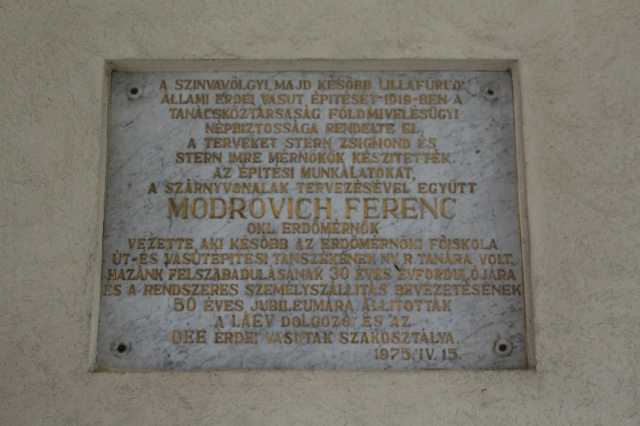 A SZINVAVÖLGYI, MAJD KÉSŐBB LILLAFÜREDI
ÁLLAMI ERDEI VASUT ÉPITÉSÉT 1919-BEN A
TANÁCSKÖZTÁRSASÁG FÖLDMIVELÉSÜGYI
NÉPBIZTOSSÁGA RENDELTE EL,
A TERVEKET STERN ZSIGMOND ÉS
STERN IMRE MÉRNÖKÖK KÉSZITETTÉK.
AZ ÉPITÉSI MUNKÁLATOKAT,
A SZÁRNYVONALAK TERVEZÉSÉVEL EGYÜTT
MODROVICH FERENC
OKL. ERDŐMÉRNÖK
VEZETTE, AKI KÉSŐBB AZ ERDŐMÉRNÖKI FŐISKOLA
ÚT-ÉS VASÚTÉPITÉSI TANSZÉKÉNEK NY. R. TANÁRA VOLT.
HAZÁNK FELSZABADULÁSÁNAK 30 ÉVES ÉVFORDULÓJÁRA
ÉS A RENDSZERES SZEMÉLYSZÁLLITÁS BEVEZETÉSÉNEK
50 ÉVES JUBILEUMÁRA ÁLLITOTTÁK
A LÁEV DOLGOZÓI ÉS AZ
OEE ERDEI VASUTAK SZAKOSZTÁLYA.
1975. IV. 15.